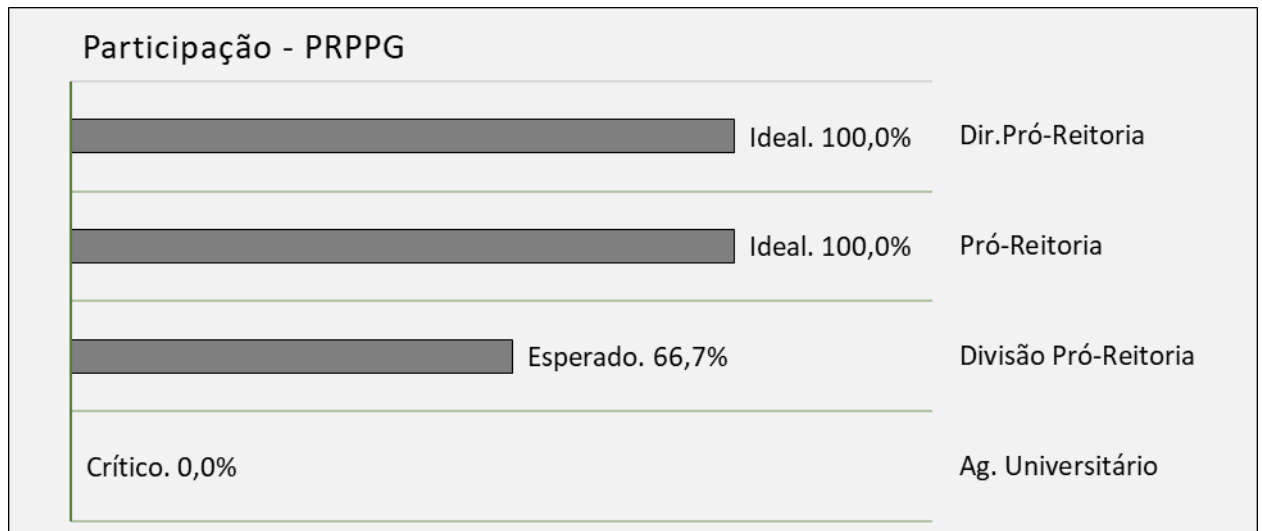 Participação - PRPPG
Ideal. 100,0% Dir.Pró-Reitoria
Ideal. 100,0% Pró-Reitoria
Esperado. 66,7% Divisão Pró-Reitoria
Crítico. 0,0% Ag. Universitário